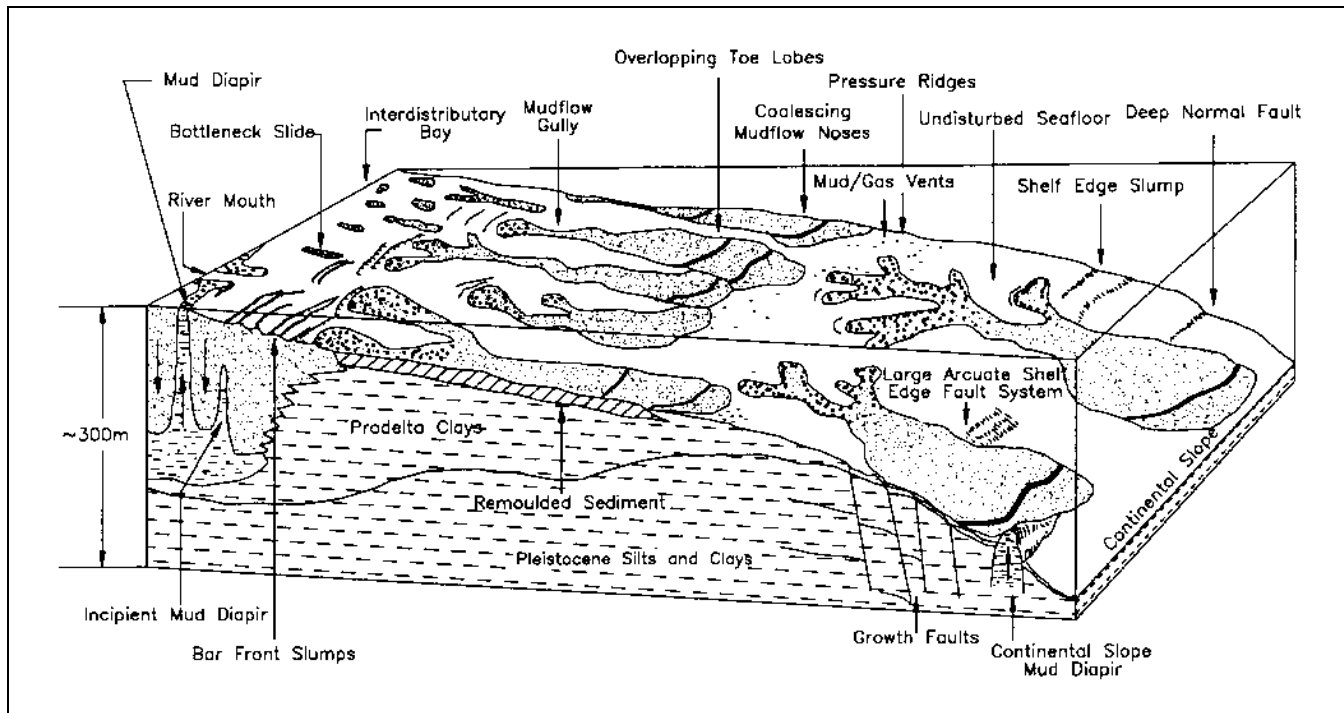 Overlapping Toe Lobes
Mud Diapir
Pressure Ridges
Interdistributary
Bay
Mudflow
Gully
Coalescing
Mudflow Noses
Undisturbed Seafloor
Deep Normal Fault
Bottleneck Slide
Mud/Gas Vents
Shelf Edge Slump
River Mouth
Large Arcuate Shelf
Edge Fault System
~300m
Prodelta Clays
Remoulded Sediment
Continental Slope
Pleistocene Silts and Clays
Incipient Mud Diapir
Bar Front Slumps
Growth Faults
Continental Slope
Mud Diapir